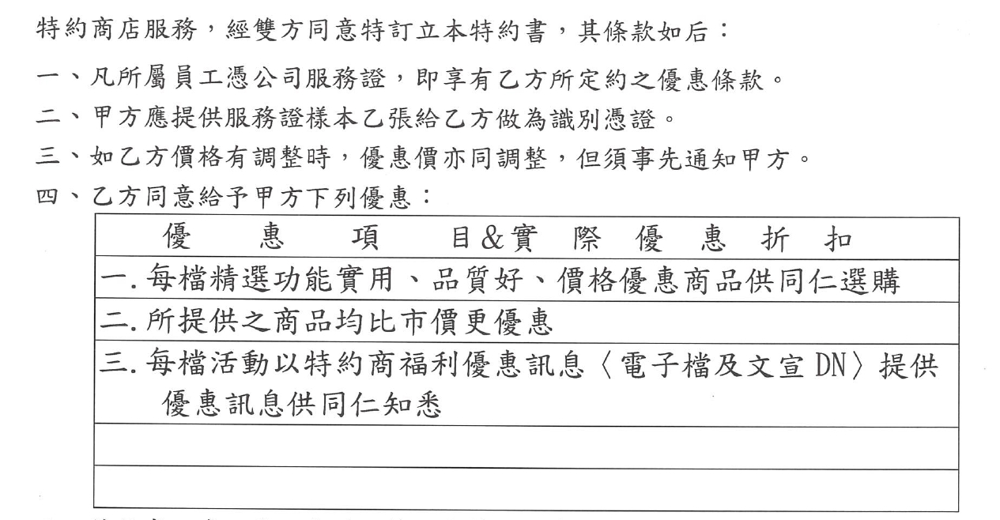 特約商店服務，經雙方同意特訂立本特約書，其條款如后：
一、凡所屬員工憑公司服務證，即享有乙方所定約之優惠條款。
二、甲方應提供服務證樣本乙張給乙方做為識別憑證。
三、如乙方價格有調整時，優惠價亦同調整，但須事先通知甲方。
四、乙方同意給予甲方下列優惠：
優 惠 項 目&實 際 優 惠 折 扣
一. 每檔精選功能實用、品質好、價格優惠商品供同仁選購
二. 所提供之商品均比市價更優惠
三. 每檔活動以特約商福利優惠訊息〈電子檔及文宣 DN〉提供
優惠訊息供同仁知悉